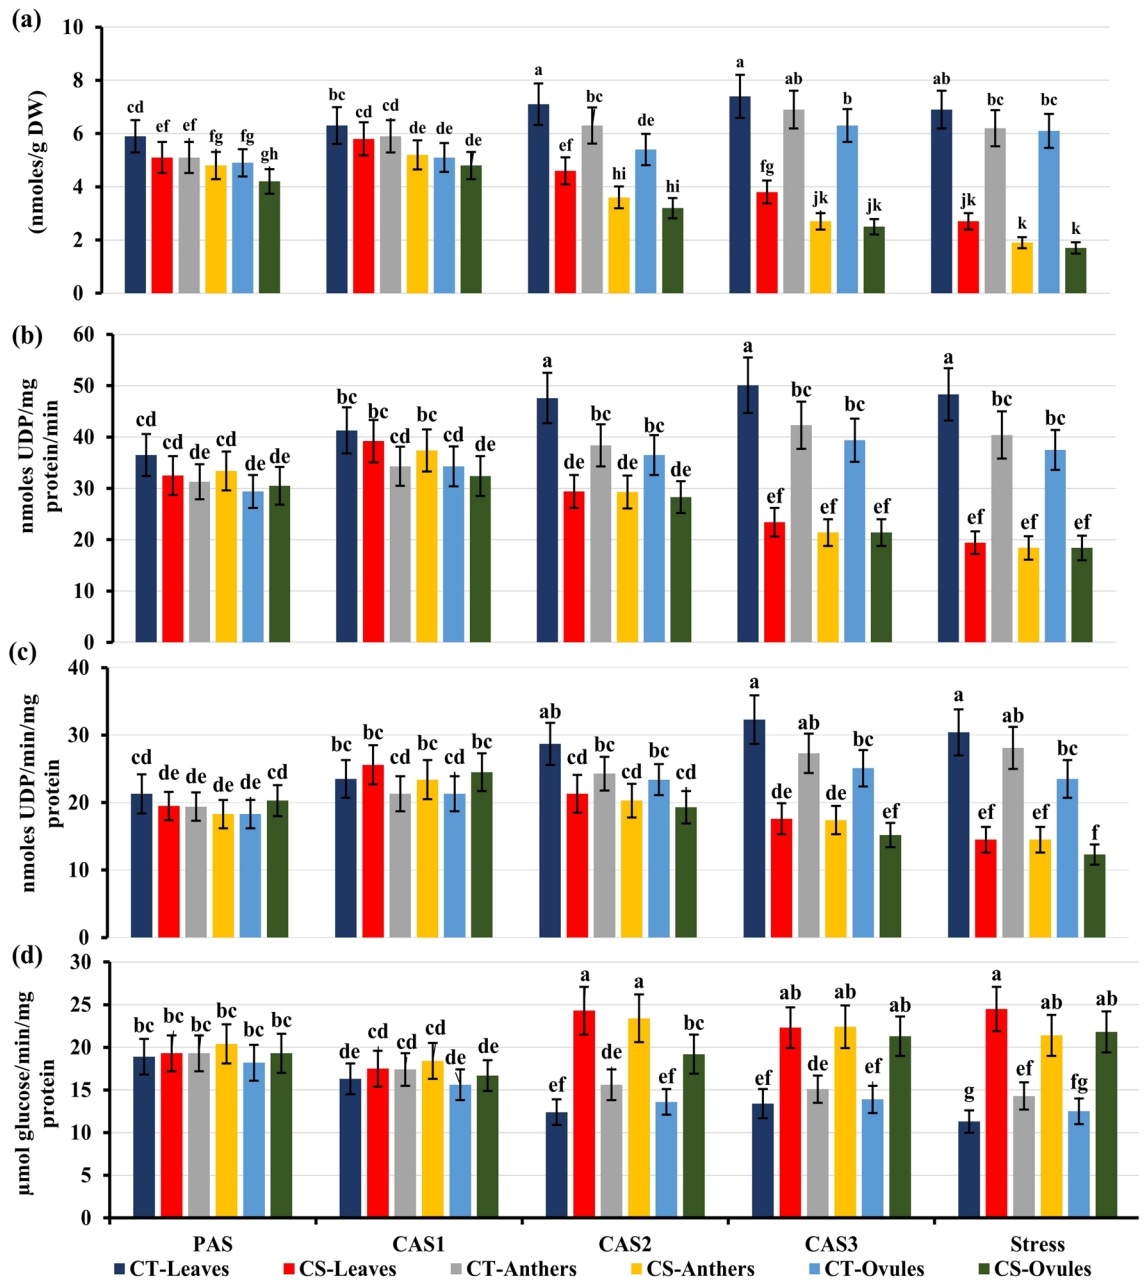 (a)
(nmoles/g DW)
10
8
6
4
2
0
cd ef ef fg fg gh
bc cd cd de de de
a ef bc hi de hi
a fg ab jk b jk
ab jk bc k bc k
(b)
nmoles UDP/mg
protein/min
60
50
40
30
20
10
0
cd cd de cd de de
bc bc cd bc cd de
a de bc de bc de
a ef bc ef bc ef
a ef bc ef bc ef
(c)
nmoles UDP/min/mg
protein
40
30
20
10
0
cd de de de de cd
bc bc cd bc cd bc
ab cd bc cd bc cd
a de ab de bc ef
a ef ab ef bc f
(d)
µmol glucose/min/mg
protein
30
25
20
15
10
5
0
bc bc bc bc bc bc
de cd cd cd de de
ef a de a ef bc
ef ab de ab ef ab
g a ef ab fg ab
PAS CAS1 CAS2 CAS3 Stress
CT-Leaves CS-Leaves CT-Anthers CS-Anthers CT-Ovules CS-Ovules